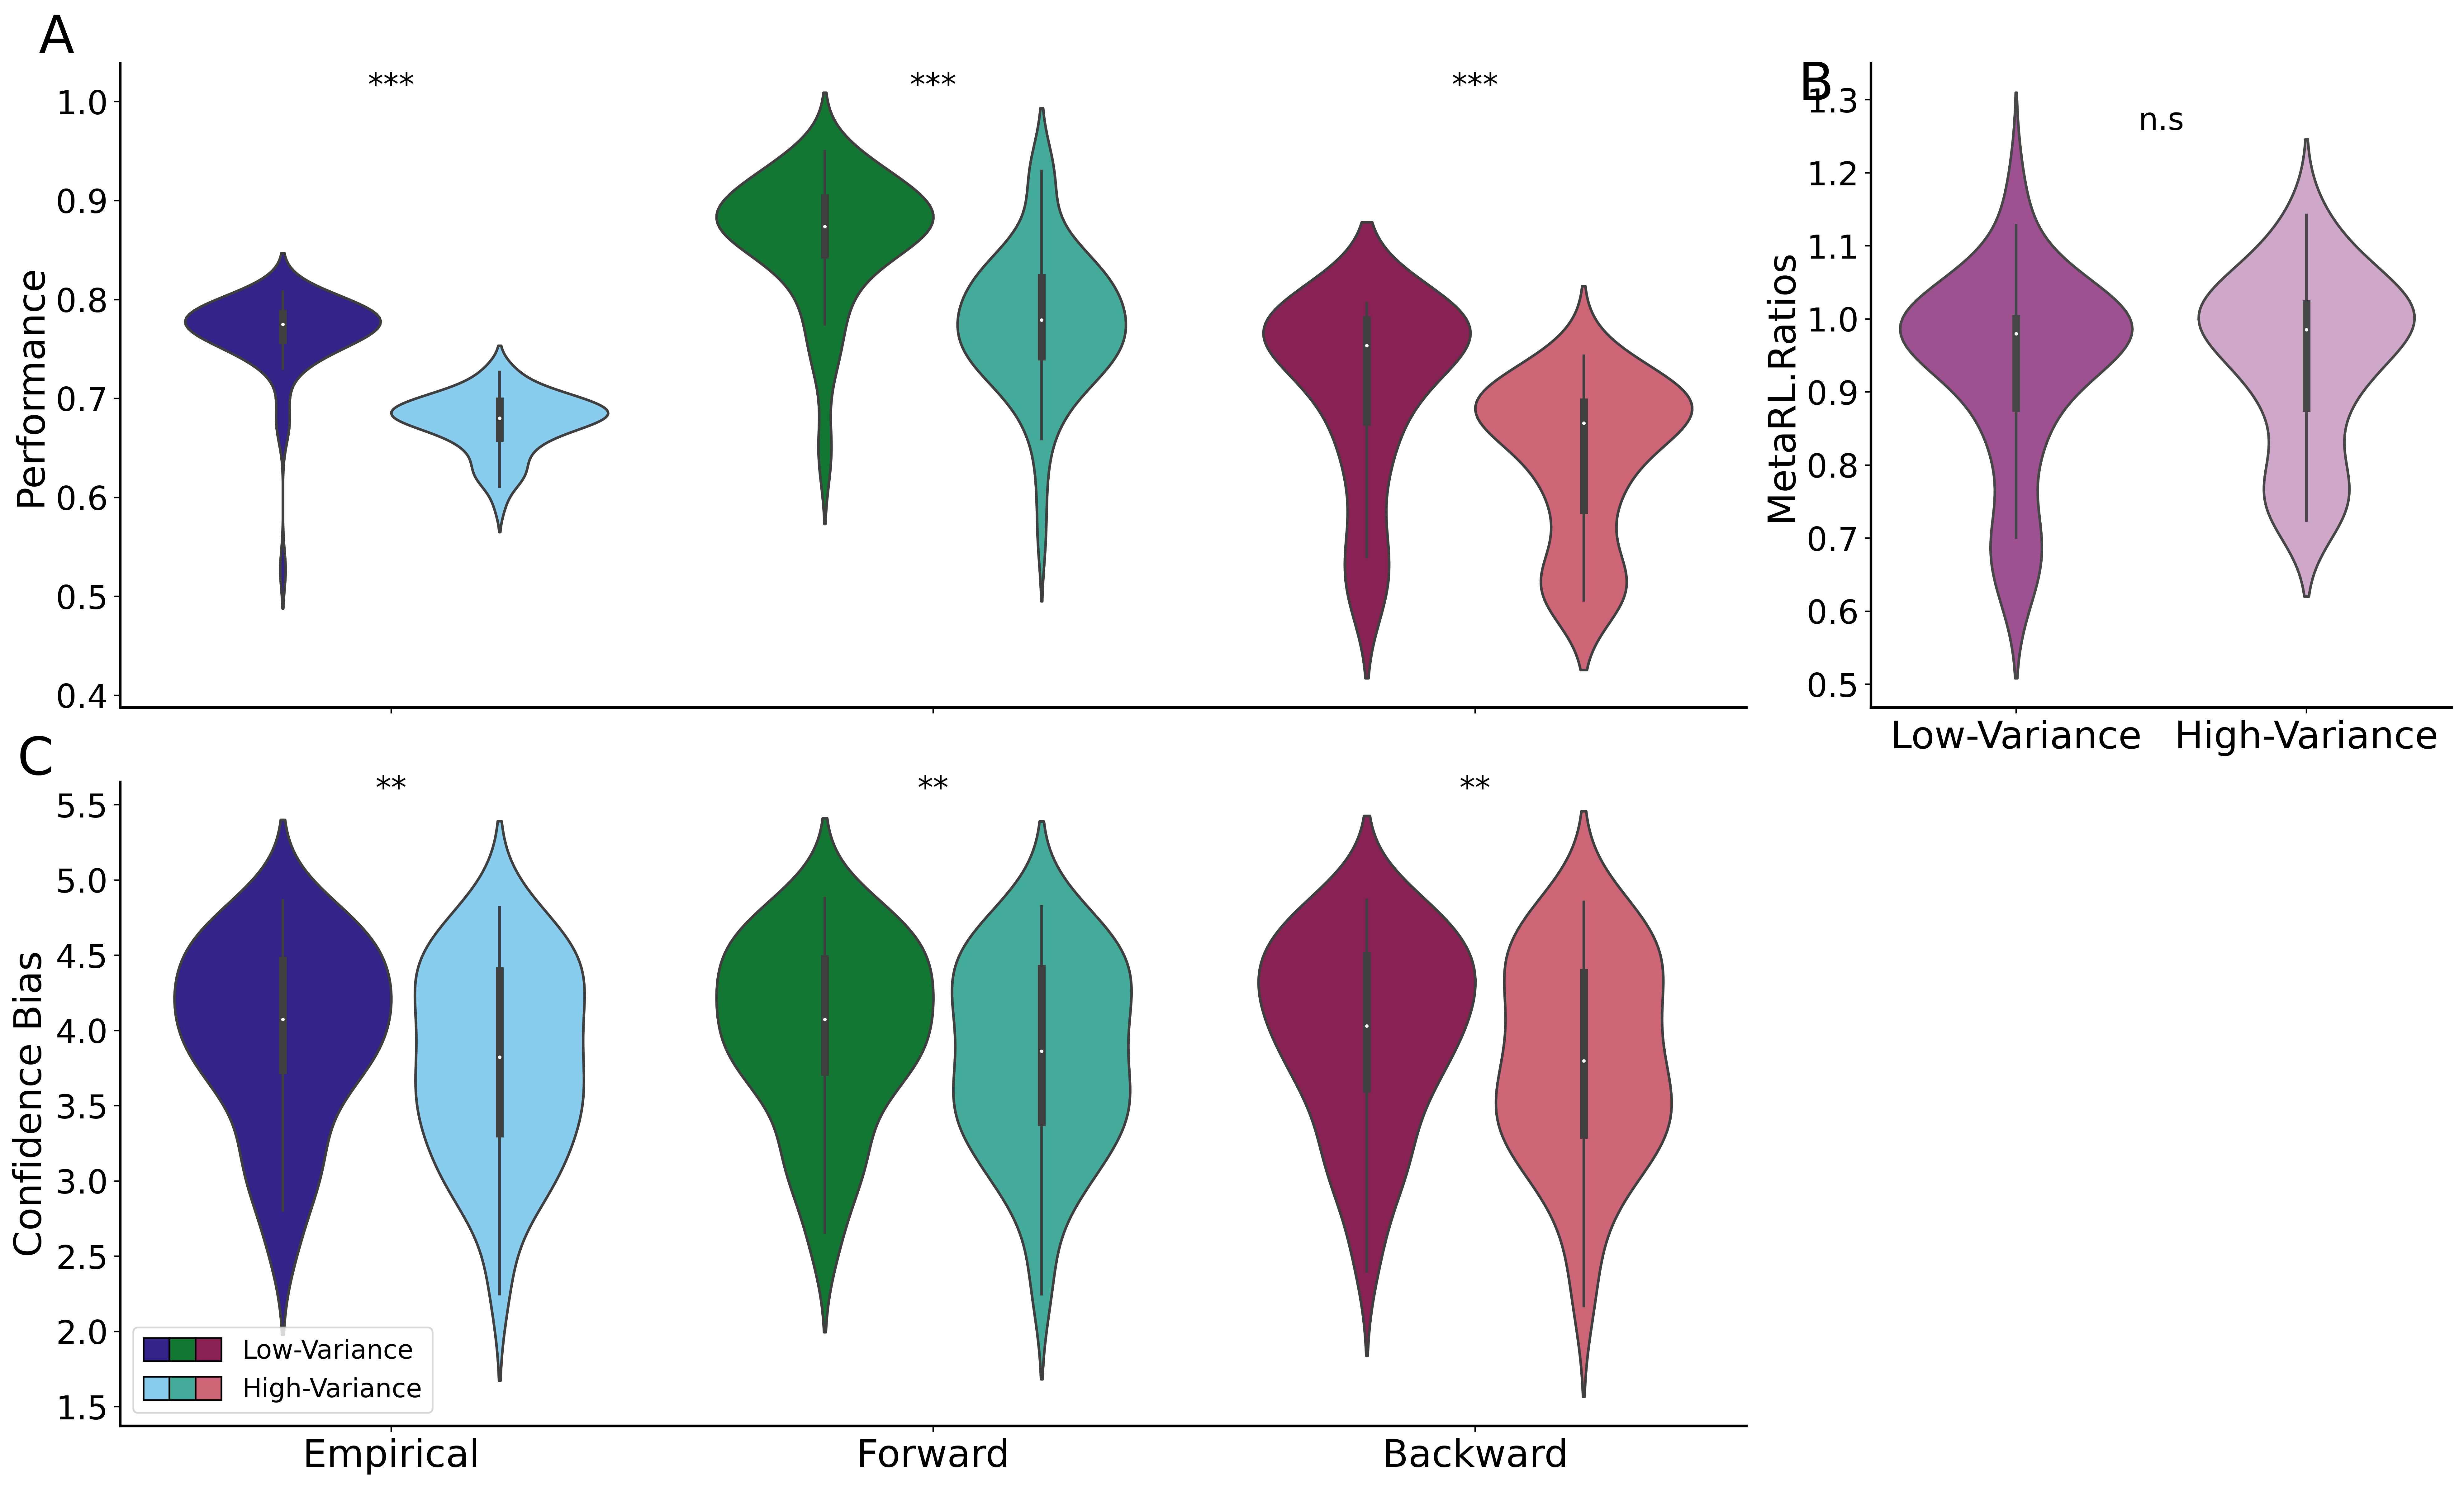 A
***
***
***
1.0
0.9
0.8
0.7
0.6
0.5
0.4
Performance
B
n.s
1.3
1.2
1.1
1.0
0.9
0.8
0.7
0.6
0.5
MetaRL.Ratios
Low-Variance High-Variance
C
**
**
**
5.5
5.0
4.5
4.0
3.5
3.0
2.5
2.0
1.5
Confidence Bias
Low-Variance
High-Variance
Empirical Forward Backward